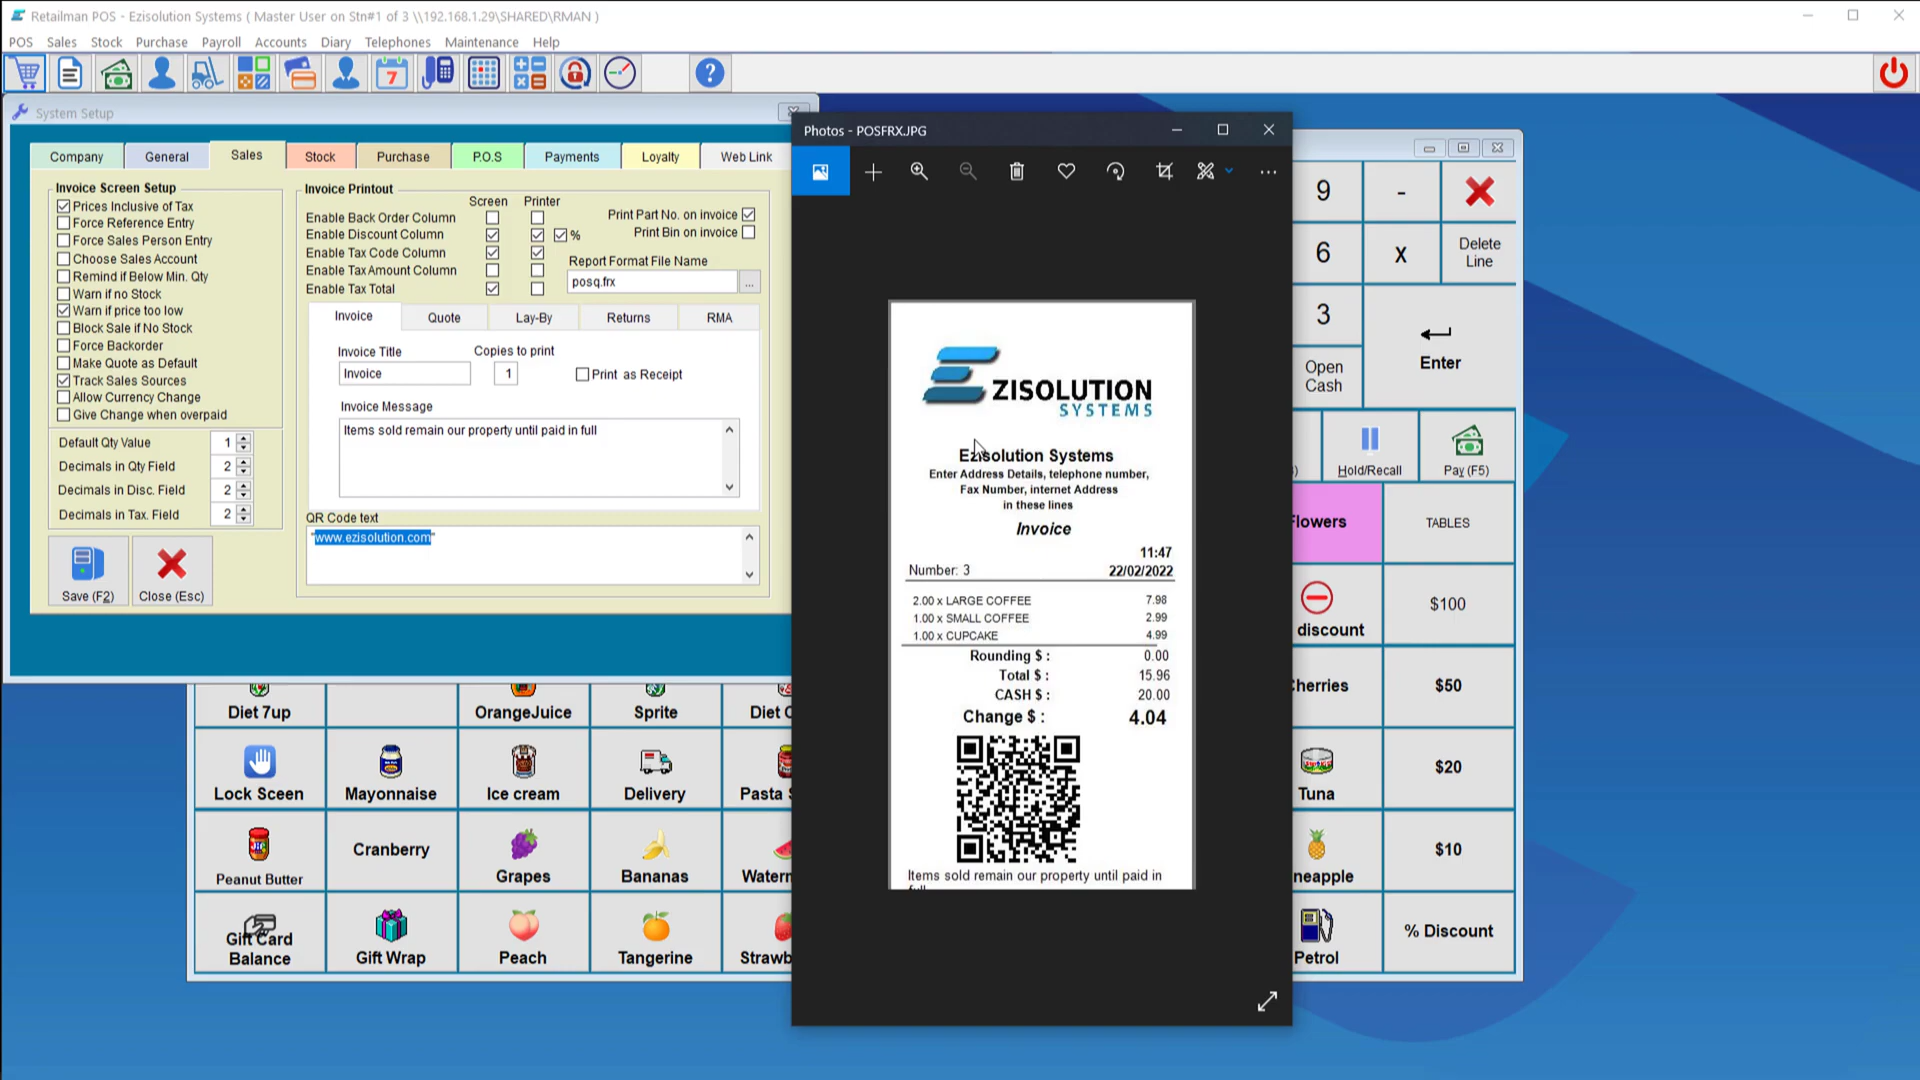 Retailman POS - Ezisolution Systems ( Master User on Stn#1 of 3 \\192.168.1.29\SHARED\RMAN )
POS Sales Stock Purchase Payroll Accounts Diary Telephones Maintenance Help
7
?
System Setup
Company General Sales Stock Purchase P.O.S Payments Loyalty Web Link
Invoice Screen Setup
Prices Inclusive of Tax
Force Reference Entry
Force Sales Person Entry
Choose Sales Account
Remind if Below Min. Qty
Warn if no Stock
Warn if price too low
Block Sale if No Stock
Force Backorder
Make Quote as Default
Track Sales Sources
Allow Currency Change
Give Change when overpaid
Default Qty Value 1
Decimals in Qty Field 2
Decimals in Disc. Field 2
Decimals in Tax. Field 2
Save (F2) Close (Esc)
Invoice Printout
Screen Printer
Enable Back Order Column
Enable Discount Column %
Enable Tax Code Column
Enable Tax Amount Column
Enable Tax Total
Print Part No. on invoice
Print Bin on invoice
Report Format File Name
posq.frx ...
Invoice Quote Lay-By Returns RMA
Invoice Title Copies to print
Invoice 1 Print as Receipt
Invoice Message
Items sold remain our property until paid in full
QR Code text
"www.ezisolution.com"
Photos - POSFRX.JPG
EZISOLUTION
SYSTEMS
Ezisolution Systems
Enter Address Details, telephone number,
Fax Number, internet Address
in these lines
Invoice
11:47
Number: 3 22/02/2022
2.00 x LARGE COFFEE 7.98
1.00 x SMALL COFFEE 2.99
1.00 x CUPCAKE 4.99
Rounding $ : 0.00
Total $ : 15.96
CASH $ : 20.00
Change $ : 4.04
Items sold remain our property until paid in
9 -
6 x Delete Line
3
Open Cash Enter
Hold/Recall Pay (F5)
Flowers TABLES
discount $100
Cherries $50
Tuna $20
$10
Petrol % Discount
Diet 7up OrangeJuice Sprite Diet
Lock Sceen Mayonnaise Ice cream Delivery Pasta
Peanut Butter Cranberry Grapes Bananas
Gift Card Balance Gift Wrap Peach Tangerine